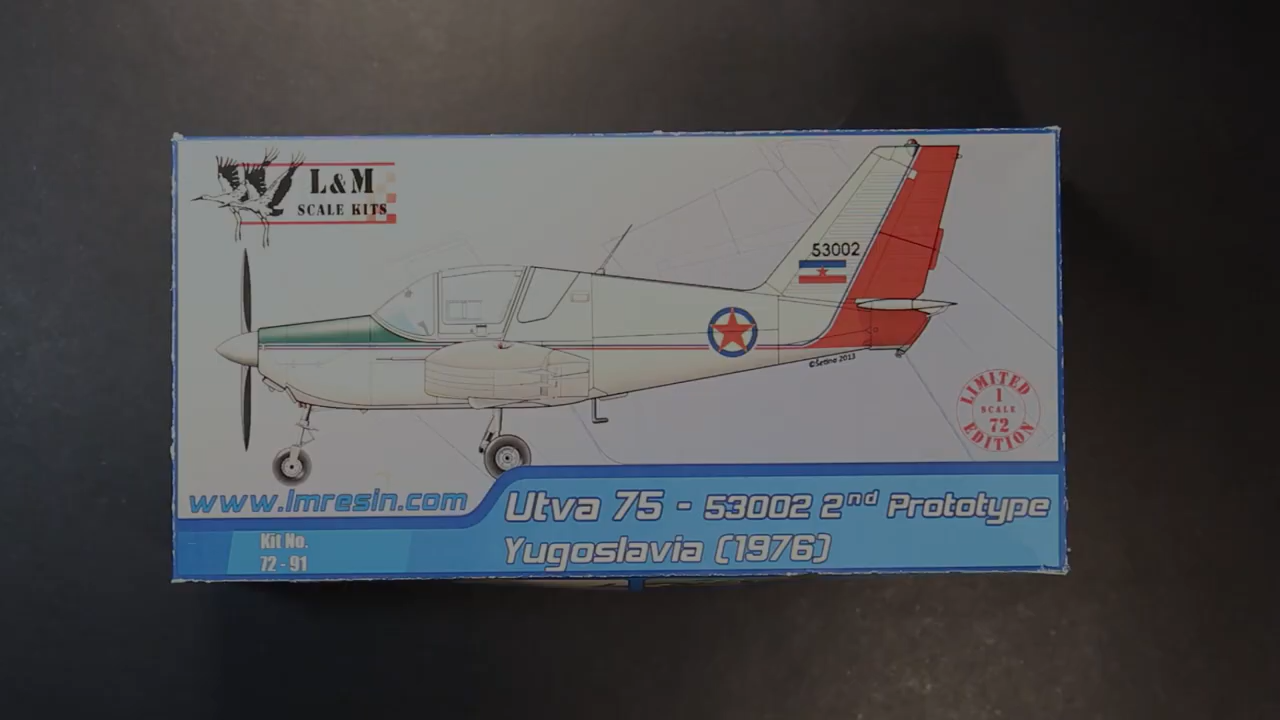 L&M
SCALE KITS
53002
©Šetina 2013
LIMITED
1
SCALE
72
EDITION
www.lmresin.com
Utva 75 - 53002 2nd Prototype
Yugoslavia (1976)
Kit No.
72 - 91